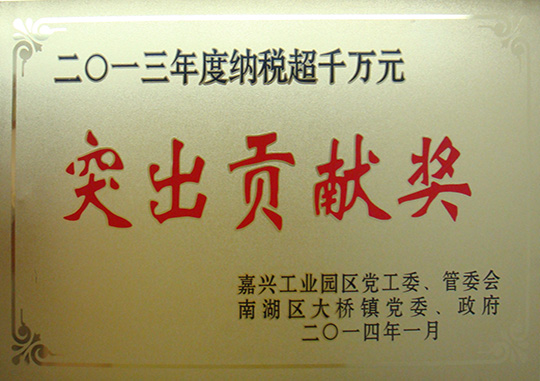 二〇一三年度纳税超千万元
突出贡献奖
嘉兴工业园区党工委、管委会
南湖区大桥镇党委、政府
二〇一四年一月